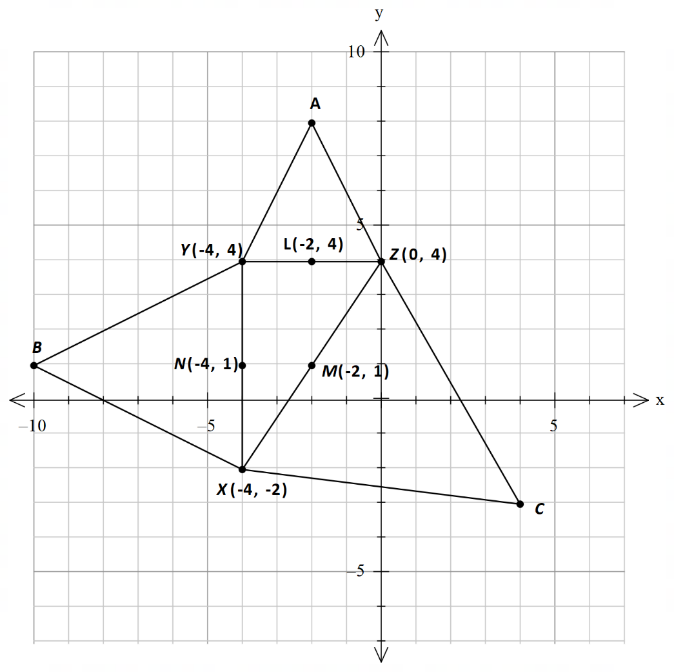 y
10
A
5
Y(-4, 4)
L(-2, 4)
Z(0, 4)
B
N(-4, 1)
M(-2, 1)
x
−10
−5
5
X(-4, -2)
C
−5